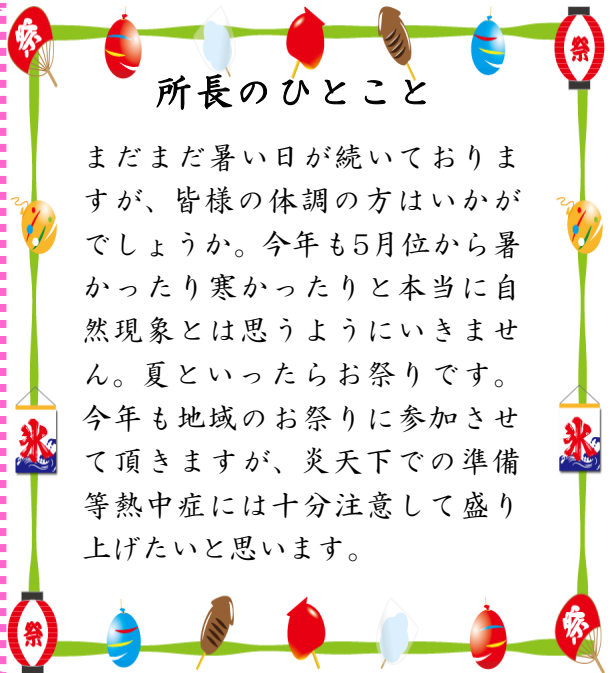 祭
祭
所長のひとこと
まだまだ暑い日が続いておりま
すが、皆様の体調の方はいかが
でしょうか。今年も5月位から暑
かったり寒かったりと本当に自
然現象とは思うようにいきませ
ん。夏といったらお祭りです。
今年も地域のお祭りに参加させ
て頂きますが、炎天下での準備
等熱中症には十分注意して盛り
上げたいと思います。
氷
氷
祭
祭